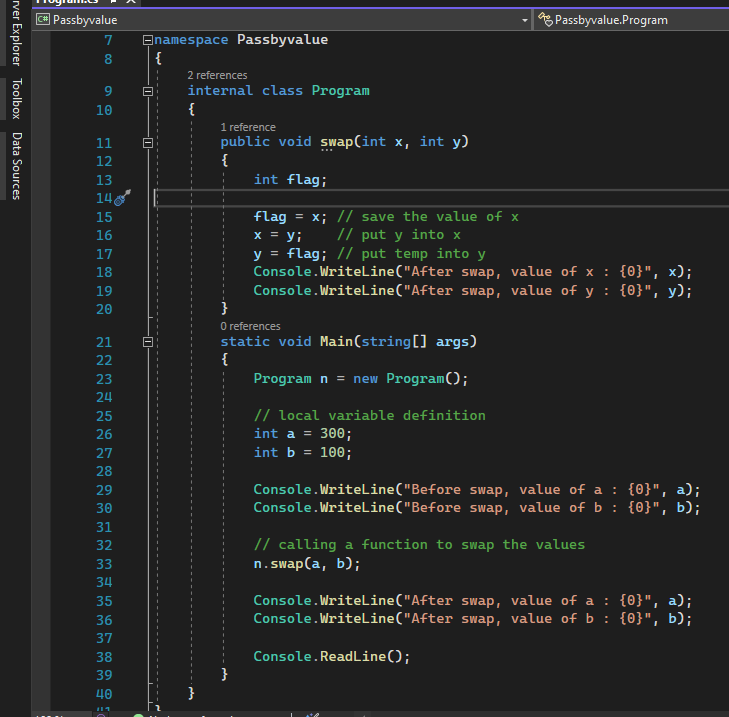 Program.cs
Passbyvalue
Passbyvalue.Program
Toolbox
Data Sources
7 namespace Passbyvalue
8 {
2 references
9 internal class Program
10 {
1 reference
11 public void swap(int x, int y)
12 {
13 int flag;
14
15 flag = x; // save the value of x
16 x = y; // put y into x
17 y = flag; // put temp into y
18 Console.WriteLine("After swap, value of x : {0}", x);
19 Console.WriteLine("After swap, value of y : {0}", y);
20 }
0 references
21 static void Main(string[] args)
22 {
23 Program n = new Program();
24
25 // local variable definition
26 int a = 300;
27 int b = 100;
28
29 Console.WriteLine("Before swap, value of a : {0}", a);
30 Console.WriteLine("Before swap, value of b : {0}", b);
31
32 // calling a function to swap the values
33 n.swap(a, b);
34
35 Console.WriteLine("After swap, value of a : {0}", a);
36 Console.WriteLine("After swap, value of b : {0}", b);
37
38 Console.ReadLine();
39 }
40 }
41 }